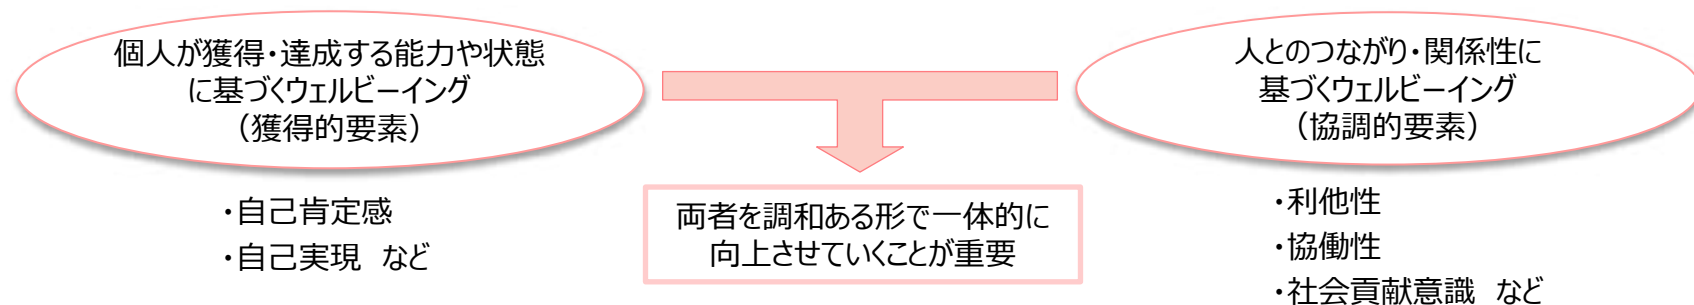 個人が獲得・達成する能力や状態
に基づくウェルビーイング
（獲得的要素）
・自己肯定感
・自己実現　など
両者を調和ある形で一体的に
向上させていくことが重要
人とのつながり・関係性に
基づくウェルビーイング
（協調的要素）
・利他性
・協働性
・社会貢献意識　など